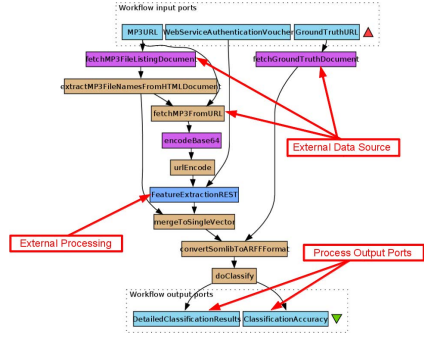 Workflow input ports
MP3URL
WebServiceAuthenticationVoucher
GroundTruthURL
fetchMP3FileListingDocument
fetchGroundTruthDocument
extractMP3FileNamesFromHTMLDocument
fetchMP3FromURL
encodeBase64
External Data Source
urlEncode
FeatureExtractionREST
mergeToSingleVector
External Processing
convertSomlibToARFFFormat
Process Output Ports
doClassify
Workflow output ports
DetailedClassificationResults
ClassificationAccuracy